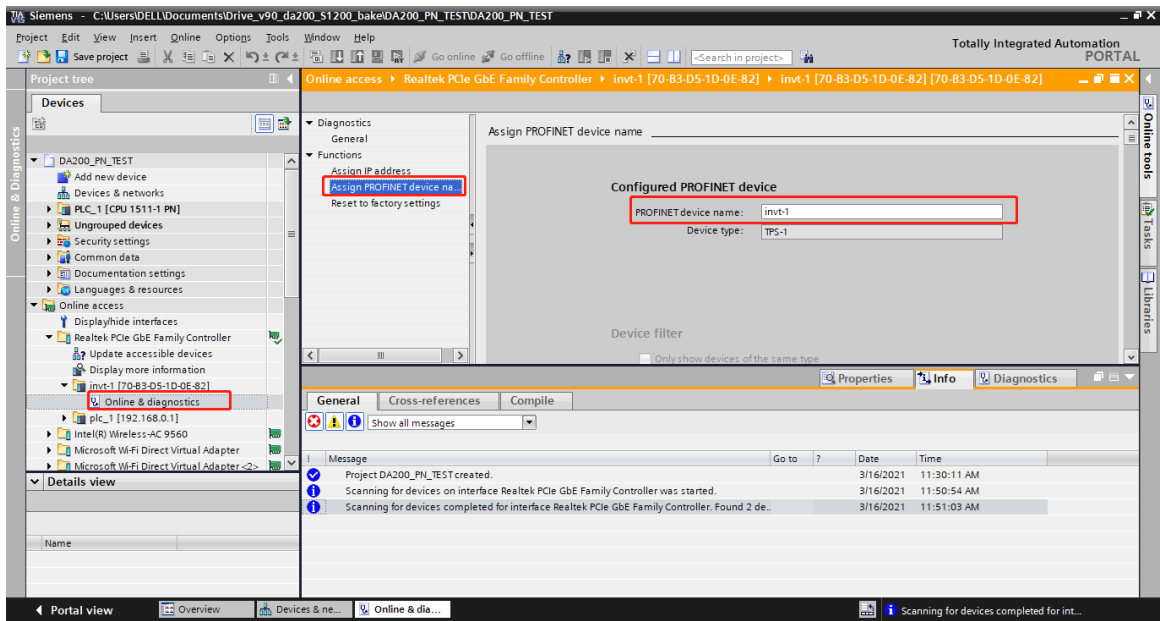 Siemens - C:\Users\DELL\Documents\Drive_v90_da200_S1200_bake\DA200_PN_TEST\DA200_PN_TEST
Project Edit View Insert Online Options Tools Window Help
Totally Integrated Automation
PORTAL
Save project
Go online
Go offline
<Search in project>
Project tree
Online access ▸ Realtek PCIe GbE Family Controller ▸ invt-1 [70-B3-D5-1D-0E-82] ▸ invt-1 [70-B3-D5-1D-0E-82] [70-B3-D5-1D-0E-82]
Devices
Online & Diagnostics
DA200_PN_TEST
Add new device
Devices & networks
PLC_1 [CPU 1511-1 PN]
Ungrouped devices
Security settings
Common data
Documentation settings
Languages & resources
Online access
Display/hide interfaces
Realtek PCIe GbE Family Controller
Update accessible devices
Display more information
invt-1 [70-B3-D5-1D-0E-82]
Online & diagnostics
plc_1 [192.168.0.1]
Intel(R) Wireless-AC 9560
Microsoft Wi-Fi Direct Virtual Adapter
Microsoft Wi-Fi Direct Virtual Adapter <2>
Details view
Name
Diagnostics
General
Functions
Assign IP address
Assign PROFINET device na...
Reset to factory settings
Assign PROFINET device name
Configured PROFINET device
PROFINET device name: invt-1
Device type: TPS-1
Device filter
Only show devices of the same type
Online tools
Tasks
Libraries
Properties Info Diagnostics
General Cross-references Compile
Show all messages
! Message Go to ? Date Time
Project DA200_PN_TEST created. 3/16/2021 11:30:11 AM
Scanning for devices on interface Realtek PCIe GbE Family Controller was started. 3/16/2021 11:50:54 AM
Scanning for devices completed for interface Realtek PCIe GbE Family Controller. Found 2 de.. 3/16/2021 11:51:03 AM
Portal view Overview Devices & ne... Online & dia... Scanning for devices completed for int...